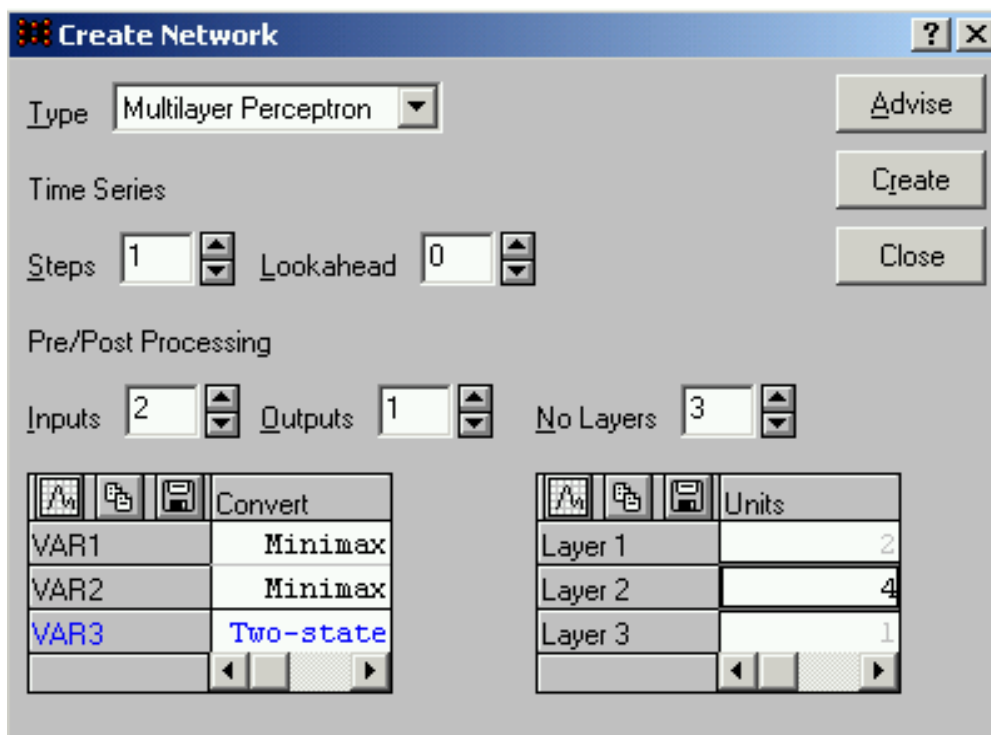 Create Network
Type Multilayer Perceptron Advise
Time Series Create
Steps 1 Lookahead 0 Close
Pre/Post Processing
Inputs 2 Outputs 1 No Layers 3
Convert Units
VAR1 Minimax Layer 1 2
VAR2 Minimax Layer 2 4
VAR3 Two-state Layer 3 1